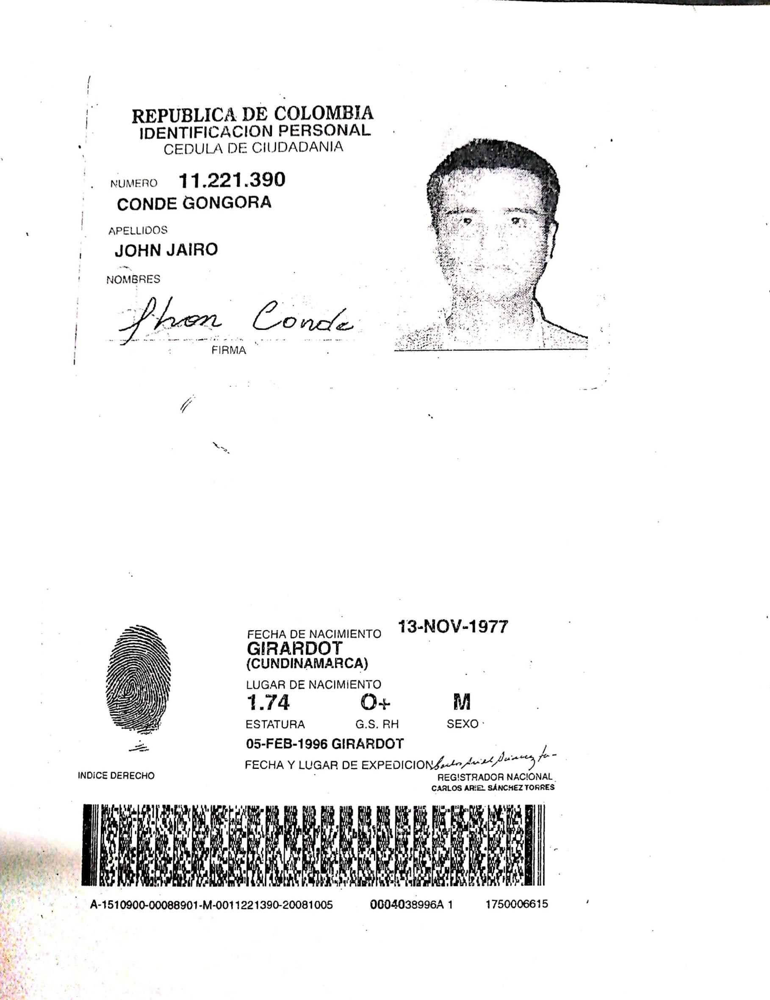 REPUBLICA DE COLOMBIA
IDENTIFICACION PERSONAL
CEDULA DE CIUDADANIA
NUMERO 11.221.390
CONDE GONGORA
APELLIDOS
JOHN JAIRO
NOMBRES
Jhon Conde
FIRMA
FECHA DE NACIMIENTO 13-NOV-1977
GIRARDOT
(CUNDINAMARCA)
LUGAR DE NACIMIENTO
1.74 O+ M
ESTATURA G.S. RH SEXO
05-FEB-1996 GIRARDOT
FECHA Y LUGAR DE EXPEDICION
INDICE DERECHO
REGISTRADOR NACIONAL
CARLOS ARIEL SÁNCHEZ TORRES
A-1510900-00088901-M-0011221390-20081005 0004038996A 1 1750006615